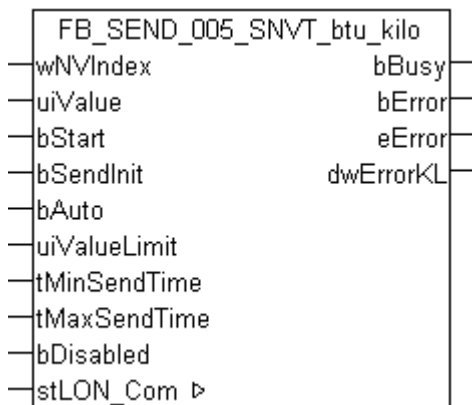 FB_SEND_005_SNVT_btu_kilo
wNVIndex bBusy
uiValue bError
bStart eError
bSendInit dwErrorKL
bAuto
uiValueLimit
tMinSendTime
tMaxSendTime
bDisabled
stLON_Com ▷